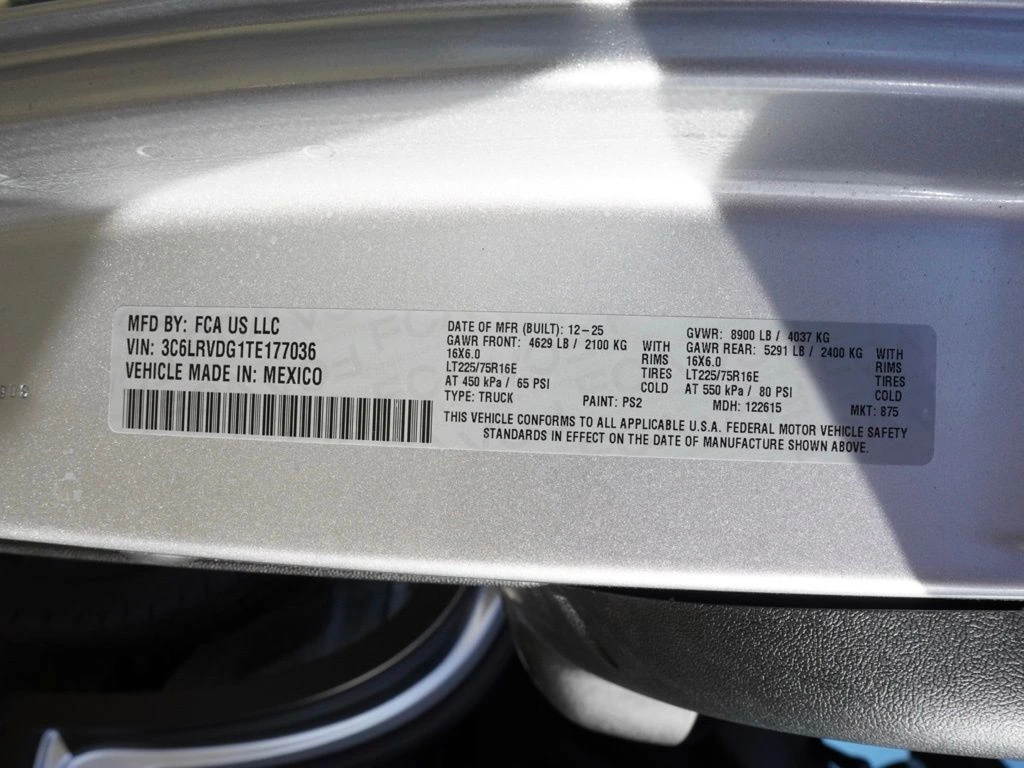 MFD BY: FCA US LLC
VIN: 3C6LRVDG1TE177036
VEHICLE MADE IN: MEXICO
DATE OF MFR (BUILT): 12-25
GAWR FRONT: 4629 LB / 2100 KG WITH
16X6.0 RIMS
LT225/75R16E TIRES
AT 450 kPa / 65 PSI COLD
TYPE: TRUCK PAINT: PS2
GVWR: 8900 LB / 4037 KG
GAWR REAR: 5291 LB / 2400 KG WITH
16X6.0 RIMS
LT225/75R16E TIRES
AT 550 kPa / 80 PSI COLD
MDH: 122615 MKT: 875
THIS VEHICLE CONFORMS TO ALL APPLICABLE U.S.A. FEDERAL MOTOR VEHICLE SAFETY
STANDARDS IN EFFECT ON THE DATE OF MANUFACTURE SHOWN ABOVE.